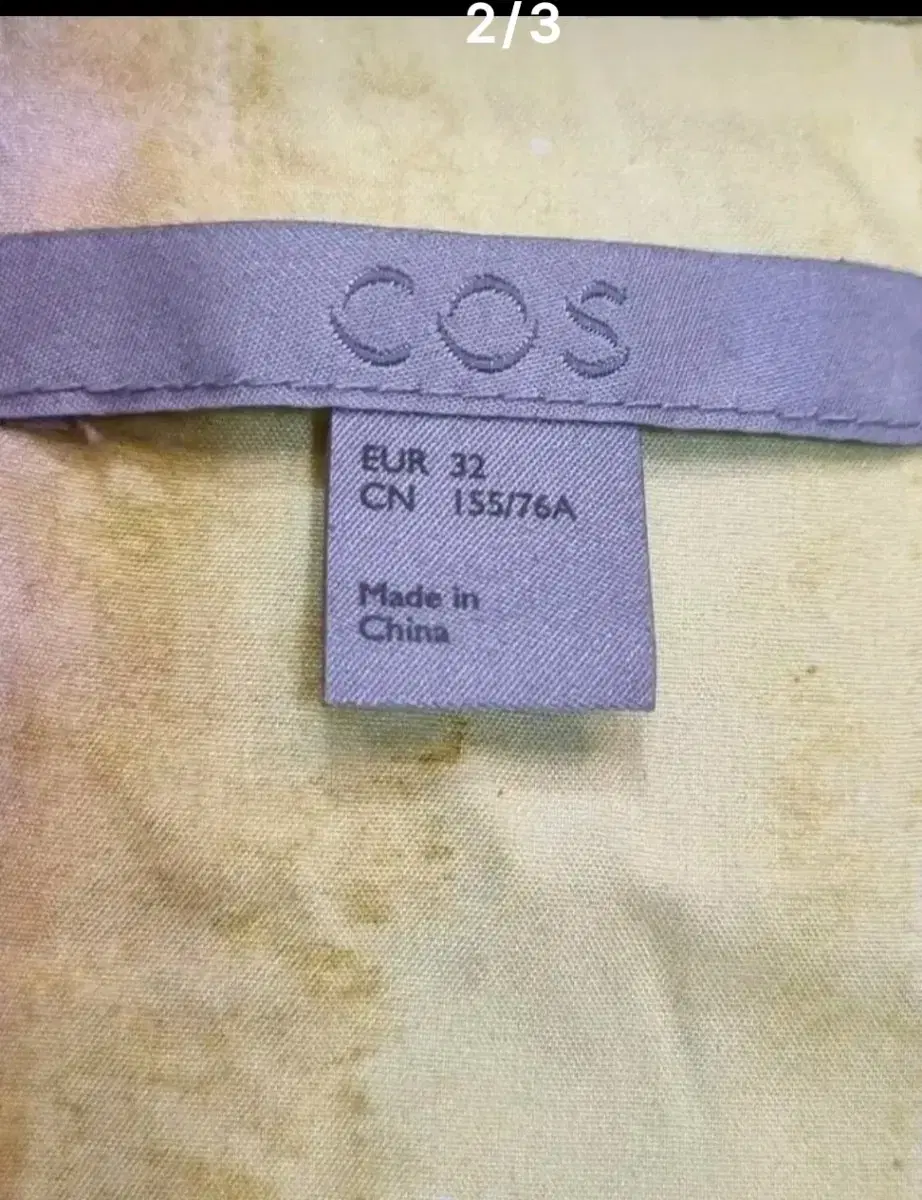 2/3
COS
EUR 32
CN 155/76A
Made in
China